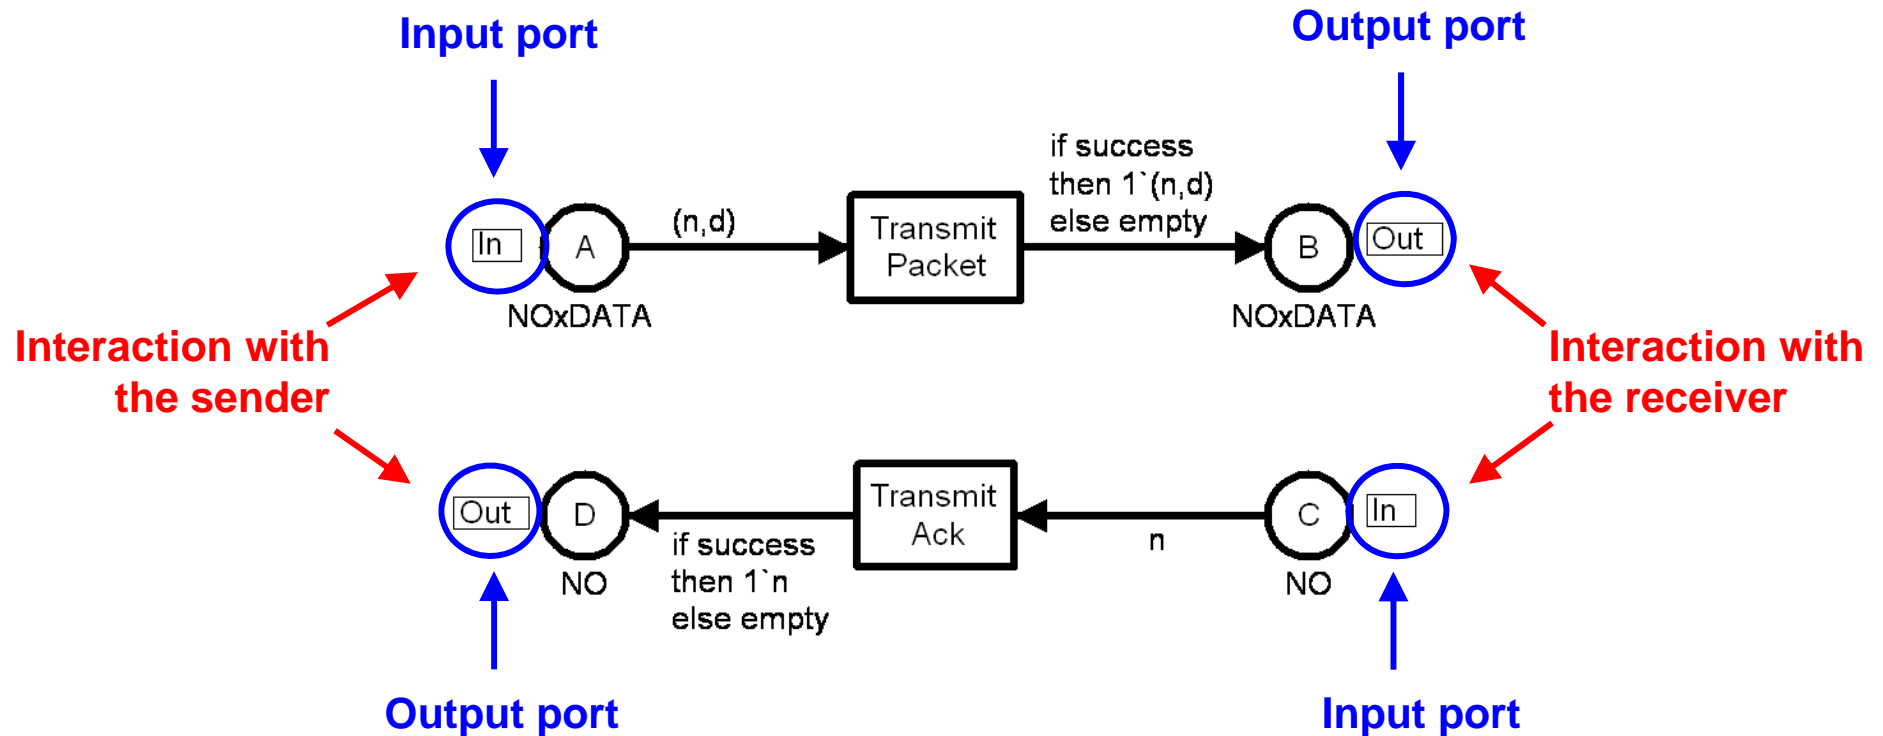 Input port
Output port
if success
then 1`(n,d)
else empty
In
A
(n,d)
Transmit
Packet
B
Out
NOxDATA
NOxDATA
Interaction with
the sender
Interaction with
the receiver
Out
D
Transmit
Ack
C
In
if success
then 1`n
else empty
n
NO
NO
Output port
Input port